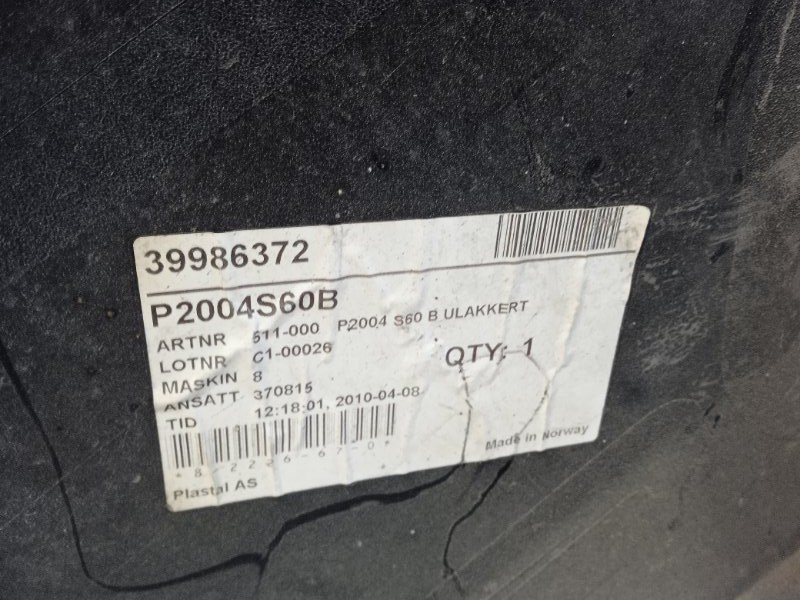 39986372
P2004S60B
ARTNR 511-000 P2004 S60 B ULAKKERT
LOTNR C1-00026
MASKIN 8 QTY: 1
ANSATT 370815
TID 12:18:01, 2010-04-08
Made in Norway
Plastal AS